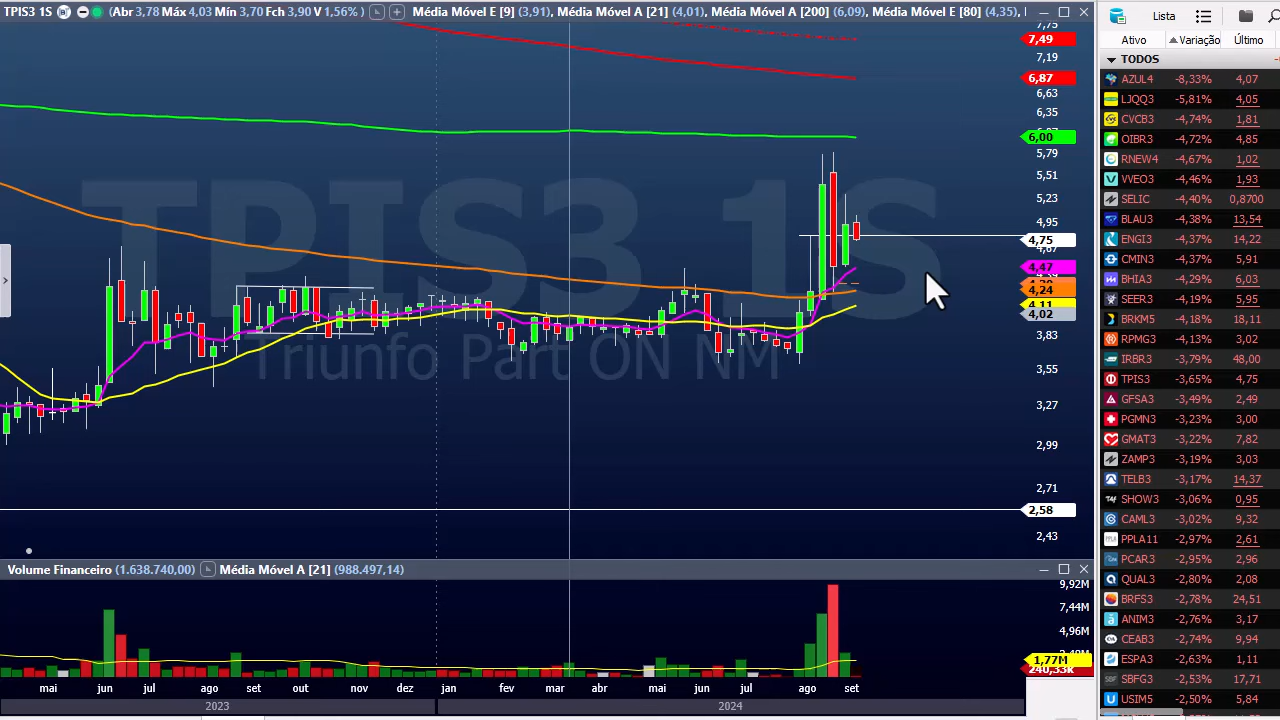 TPIS3 1S (Abr 3,78 Máx 4,03 Min 3,70 Fch 3,90 V 1,56%) Média Móvel E [9] (3,91), Média Móvel A [21] (4,01), Média Móvel A [200] (6,09), Média Móvel E [80] (4,35),
7,75
7,49
7,19
6,87
6,63
6,35
6,00
5,79
5,51
5,23
4,95
4,75
4,67
4,47
4,24
4,11
4,02
3,83
3,55
3,27
2,99
2,71
2,58
2,43
TPIS3 1S
Triunfo Part ON NM
Volume Financeiro (1.638.740,00) Média Móvel A [21] (988.497,14)
9,92M
7,44M
4,96M
1,77M
240,33k
mai jun jul set out jan fev mar abr jun jul ago set
2023 2024
Lista
Ativo Variação Último
TODOS
AZUL4 -8,33% 4,07
LJQQ3 -5,81% 4,05
CVCB3 -4,74% 1,81
OIBR3 -4,72% 4,85
RNEW4 -4,67% 1,02
VVEO3 -4,46% 1,93
SELIC -4,40% 0,8700
BLAU3 -4,38% 13,54
ENGI3 -4,37% 14,22
CMIN3 -4,37% 5,91
BHIA3 -4,29% 6,03
SEER3 -4,19% 5,95
BRKM5 -4,18% 18,11
RPMG3 -4,13% 3,02
IRBR3 -3,79% 48,00
TPIS3 -3,65% 4,75
GFSA3 -3,49% 2,49
PGMN3 -3,23% 3,00
GMAT3 -3,22% 7,82
ZAMP3 -3,19% 3,03
TELB3 -3,17% 14,37
SHOW3 -3,06% 0,95
CAML3 -3,02% 9,32
PPLA11 -2,97% 2,61
PCAR3 -2,95% 2,96
QUAL3 -2,80% 2,08
BRFS3 -2,78% 24,51
ANIM3 -2,76% 3,17
CEAB3 -2,74% 9,94
ESPA3 -2,63% 1,11
SBFG3 -2,53% 17,71
USIM5 -2,50% 5,84